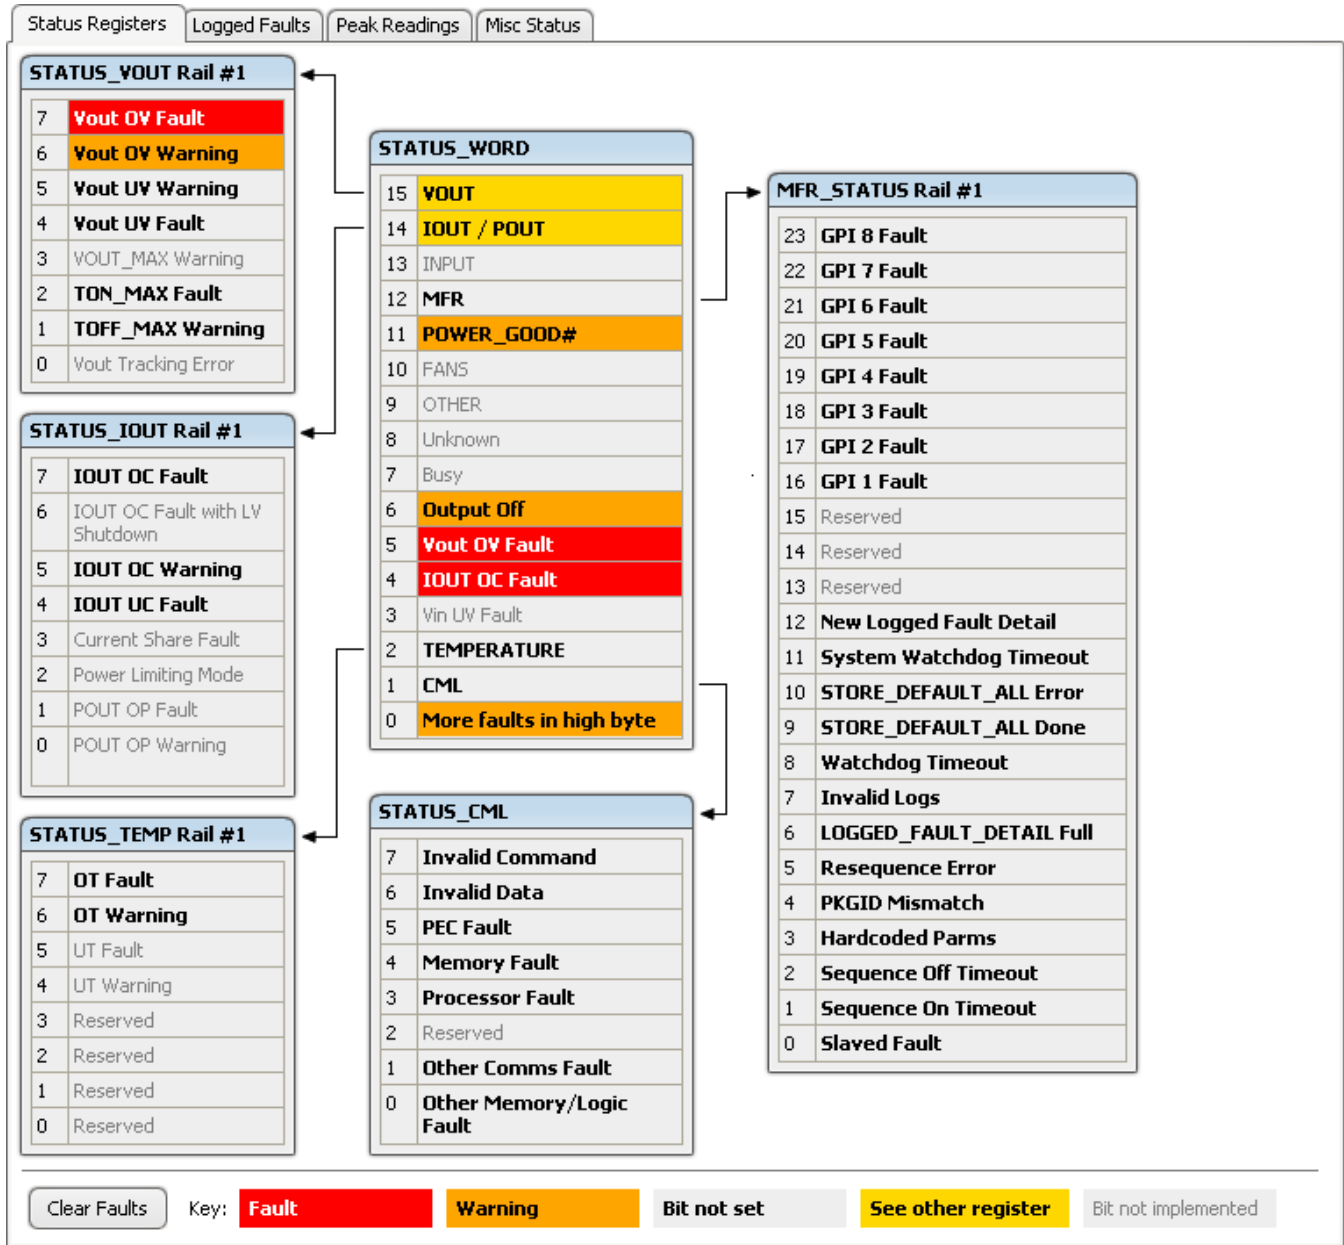 Status Registers Logged Faults Peak Readings Misc Status
STATUS_VOUT Rail #1
7 Vout OV Fault
6 Vout OV Warning
5 Vout UV Warning
4 Vout UV Fault
3 VOUT_MAX Warning
2 TON_MAX Fault
1 TOFF_MAX Warning
0 Vout Tracking Error
STATUS_IOUT Rail #1
7 IOUT OC Fault
6 IOUT OC Fault with LV
Shutdown
5 IOUT OC Warning
4 IOUT UC Fault
3 Current Share Fault
2 Power Limiting Mode
1 POUT OP Fault
0 POUT OP Warning
STATUS_TEMP Rail #1
7 OT Fault
6 OT Warning
5 UT Fault
4 UT Warning
3 Reserved
2 Reserved
1 Reserved
0 Reserved
STATUS_WORD
15 VOUT
14 IOUT / POUT
13 INPUT
12 MFR
11 POWER_GOOD#
10 FANS
9 OTHER
8 Unknown
7 Busy
6 Output Off
5 Vout OV Fault
4 IOUT OC Fault
3 Vin UV Fault
2 TEMPERATURE
1 CML
0 More faults in high byte
STATUS_CML
7 Invalid Command
6 Invalid Data
5 PEC Fault
4 Memory Fault
3 Processor Fault
2 Reserved
1 Other Comms Fault
0 Other Memory/Logic
Fault
MFR_STATUS Rail #1
23 GPI 8 Fault
22 GPI 7 Fault
21 GPI 6 Fault
20 GPI 5 Fault
19 GPI 4 Fault
18 GPI 3 Fault
17 GPI 2 Fault
16 GPI 1 Fault
15 Reserved
14 Reserved
13 Reserved
12 New Logged Fault Detail
11 System Watchdog Timeout
10 STORE_DEFAULT_ALL Error
9 STORE_DEFAULT_ALL Done
8 Watchdog Timeout
7 Invalid Logs
6 LOGGED_FAULT_DETAIL Full
5 Resequence Error
4 PKGID Mismatch
3 Hardcoded Parms
2 Sequence Off Timeout
1 Sequence On Timeout
0 Slaved Fault
Clear Faults Key: Fault Warning Bit not set See other register Bit not implemented